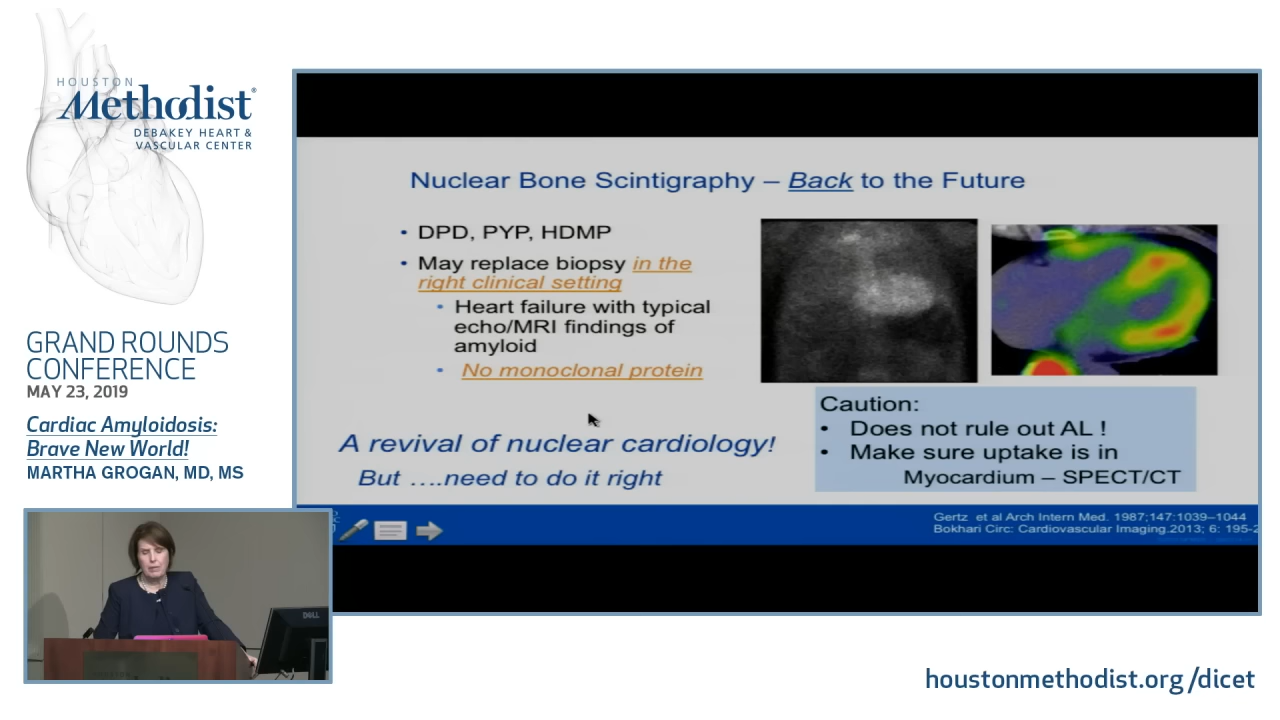 HOUSTON
Methodist®
DEBAKEY HEART &
VASCULAR CENTER
GRAND ROUNDS
CONFERENCE
MAY 23, 2019
Cardiac Amyloidosis:
Brave New World!
MARTHA GROGAN, MD, MS
Nuclear Bone Scintigraphy – Back to the Future
• DPD, PYP, HDMP
• May replace biopsy in the
right clinical setting
• Heart failure with typical
echo/MRI findings of
amyloid
• No monoclonal protein
A revival of nuclear cardiology!
But ....need to do it right
Caution:
• Does not rule out AL !
• Make sure uptake is in
Myocardium – SPECT/CT
Gertz et al Arch Intern Med. 1987;147:1039–1044
Bokhari Circ: Cardiovascular Imaging.2013; 6: 195-2
DELL
houstonmethodist.org/dicet